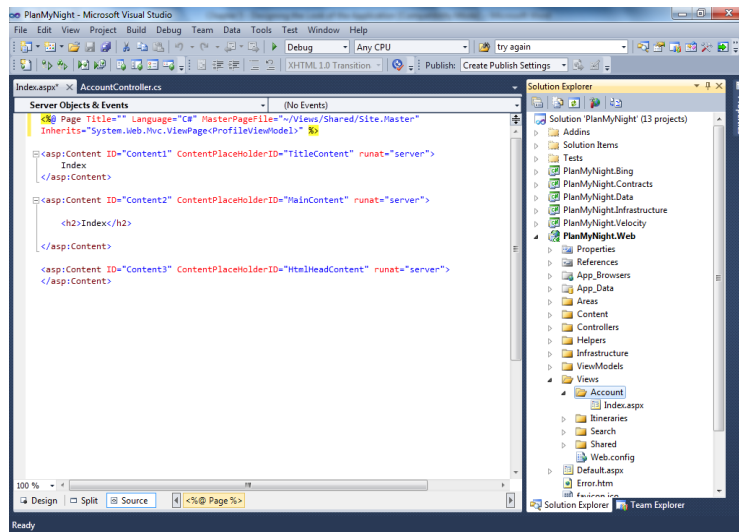 PlanMyNight - Microsoft Visual Studio
File Edit View Project Build Debug Team Data Tools Test Window Help
Debug Any CPU try again
XHTML 1.0 Transition Publish: Create Publish Settings
Index.aspx* AccountController.cs
Server Objects & Events (No Events)
<%@ Page Title="" Language="C#" MasterPageFile="~/Views/Shared/Site.Master"
Inherits="System.Web.Mvc.ViewPage<ProfileViewModel>" %>
<asp:Content ID="Content1" ContentPlaceHolderID="TitleContent" runat="server">
Index
</asp:Content>
<asp:Content ID="Content2" ContentPlaceHolderID="MainContent" runat="server">
<h2>Index</h2>
</asp:Content>
<asp:Content ID="Content3" ContentPlaceHolderID="HtmlHeadContent" runat="server">
</asp:Content>
100 %
Design Split Source <%@ Page %>
Ready
Solution Explorer
Solution 'PlanMyNight' (13 projects)
Addins
Solution Items
Tests
PlanMyNight.Bing
PlanMyNight.Contracts
PlanMyNight.Data
PlanMyNight.Infrastructure
PlanMyNight.Velocity
PlanMyNight.Web
Properties
References
App_Browsers
App_Data
Areas
Content
Controllers
Helpers
Infrastructure
ViewModels
Views
Account
Index.aspx
Itineraries
Search
Shared
Web.config
Default.aspx
Error.htm
favicon.ico
Solution Explorer Team Explorer